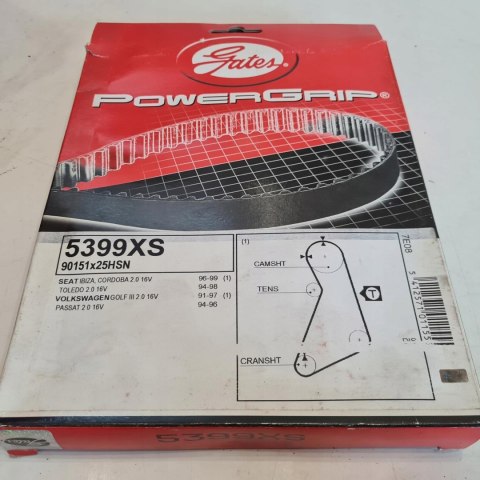 Gates
POWERGRIP®
5399XS
90151x25HSN
SEAT IBIZA, CORDOBA 2.0 16V 96-99 (1)
TOLEDO 2.0 16V 94-98
VOLKSWAGEN GOLF III 2.0 16V 91-97 (1)
PASSAT 2.0 16V 94-96
(1)
CAMSHT
TENS
T
CRANSHT
7E08
5399XS